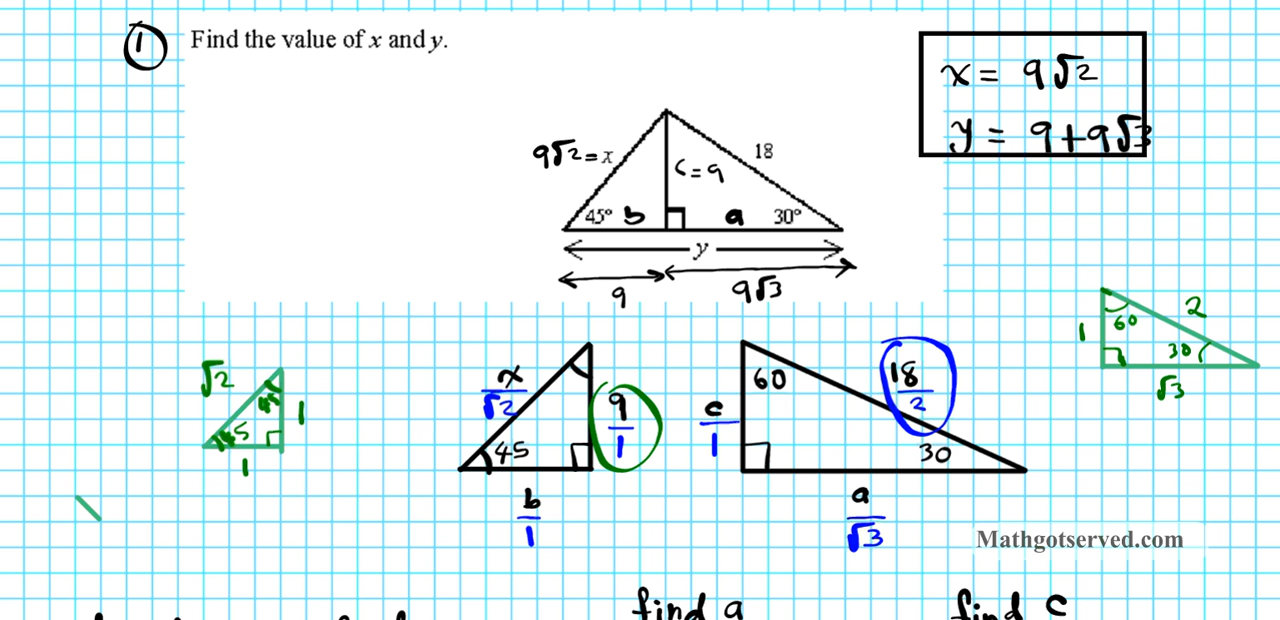 ① Find the value of x and y.
x = 9√2
y = 9 + 9√3
9√2 = x
c = 9
18
45° b
a 30°
y
9
9√3
√2
45
45
1
1
x/√2
9/1
45
b/1
60
18/2
c/1
30
a/√3
2
60
1
30
√3
Mathgotserved.com
find a
find c